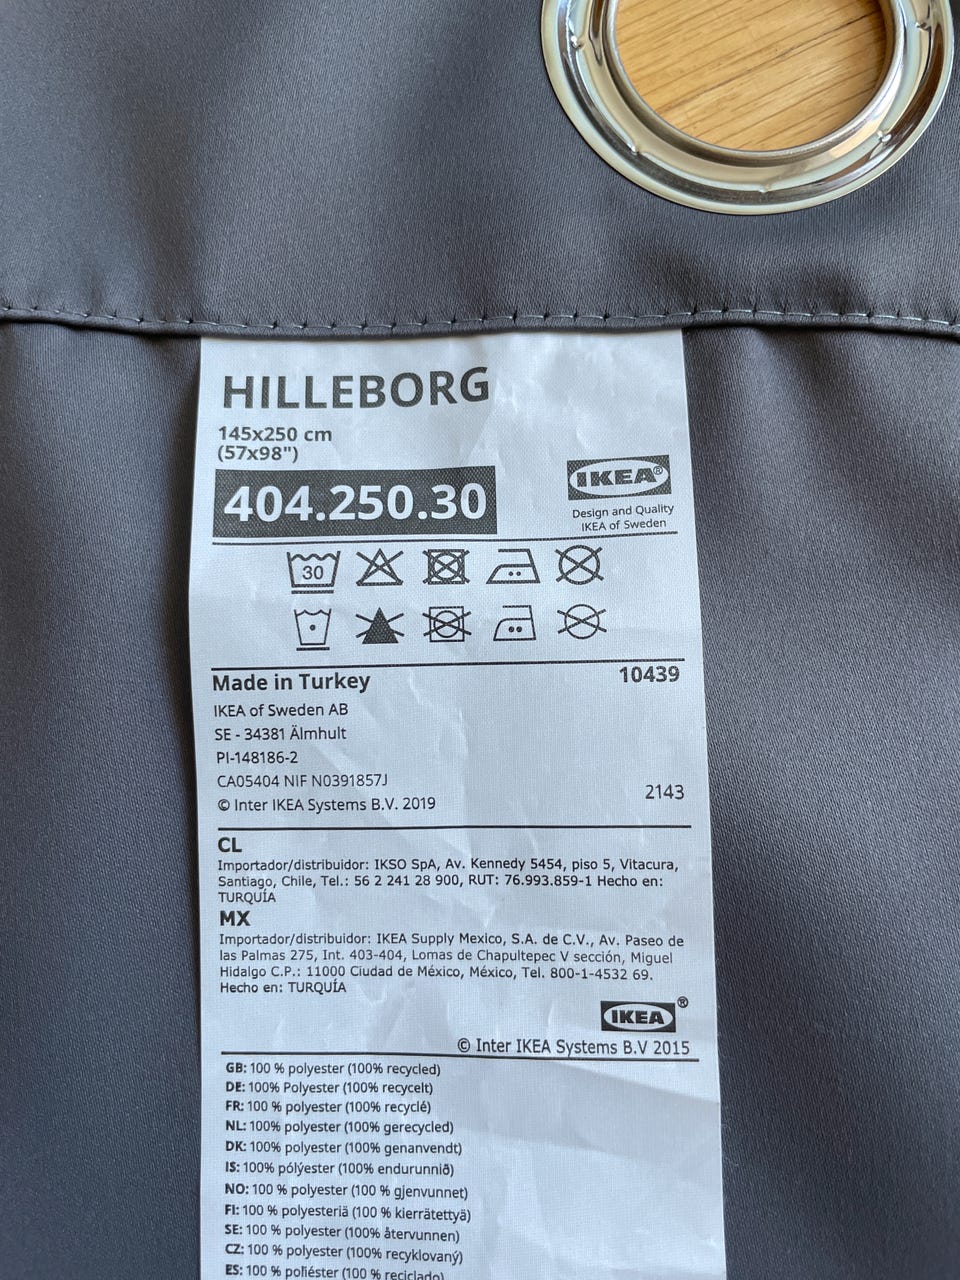 HILLEBORG
145x250 cm
(57x98")
404.250.30
IKEA®
Design and Quality
IKEA of Sweden
30
Made in Turkey 10439
IKEA of Sweden AB
SE - 34381 Älmhult
PI-148186-2
CA05404 NIF N0391857J
© Inter IKEA Systems B.V. 2019 2143
CL
Importador/distribuidor: IKSO SpA, Av. Kennedy 5454, piso 5, Vitacura,
Santiago, Chile, Tel.: 56 2 241 28 900, RUT: 76.993.859-1 Hecho en:
TURQUÍA
MX
Importador/distribuidor: IKEA Supply Mexico, S.A. de C.V., Av. Paseo de
las Palmas 275, Int. 403-404, Lomas de Chapultepec V sección, Miguel
Hidalgo C.P.: 11000 Ciudad de México, México, Tel. 800-1-4532 69.
Hecho en: TURQUÍA
IKEA®
© Inter IKEA Systems B.V 2015
GB: 100 % polyester (100% recycled)
DE: 100% Polyester (100% recycelt)
FR: 100 % polyester (100% recyclé)
NL: 100 % polyester (100% gerecycled)
DK: 100% polyester (100% genanvendt)
IS: 100% pólýester (100% endurunnið)
NO: 100 % polyester (100 % gjenvunnet)
FI: 100 % polyesteriä (100 % kierrätettyä)
SE: 100 % polyester (100% återvunnen)
CZ: 100 % polyester (100 % recyklovaný)
ES: 100 % poliéster (100 % reciclado)